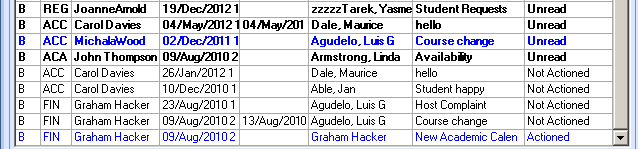 B REG JoanneArnold 19/Dec/2012 1 zzzzzTarek, Yasme Student Requests Unread
B ACC Carol Davies 04/May/2012 1 04/May/201 Dale, Maurice hello Unread
B ACC MichalaWood 02/Dec/2011 1 Agudelo, Luis G Course change Unread
B ACA John Thompson 09/Aug/2010 2 Armstrong, Linda Availability Unread
B ACC Carol Davies 26/Jan/2012 1 Dale, Maurice hello Not Actioned
B ACC Carol Davies 10/Dec/2010 1 Able, Jan Student happy Not Actioned
B FIN Graham Hacker 23/Aug/2010 1 Agudelo, Luis G Host Complaint Not Actioned
B FIN Graham Hacker 09/Aug/2010 2 13/Aug/2010 Agudelo, Luis G Course change Not Actioned
B FIN Graham Hacker 09/Aug/2010 2 Graham Hacker New Academic Calen Actioned